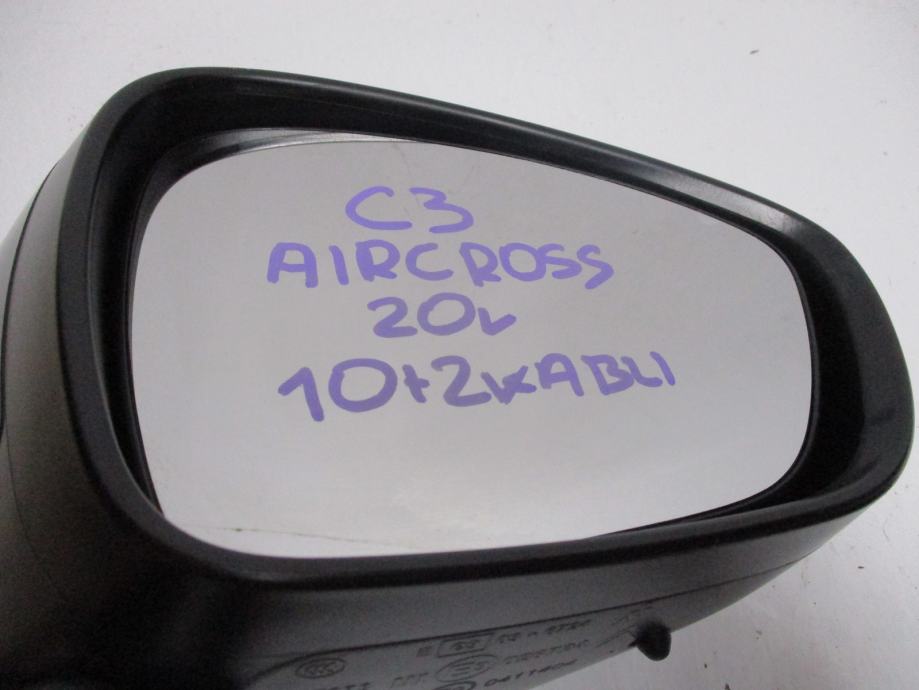 C3
AIRCROSS
20v
10+2KABLI